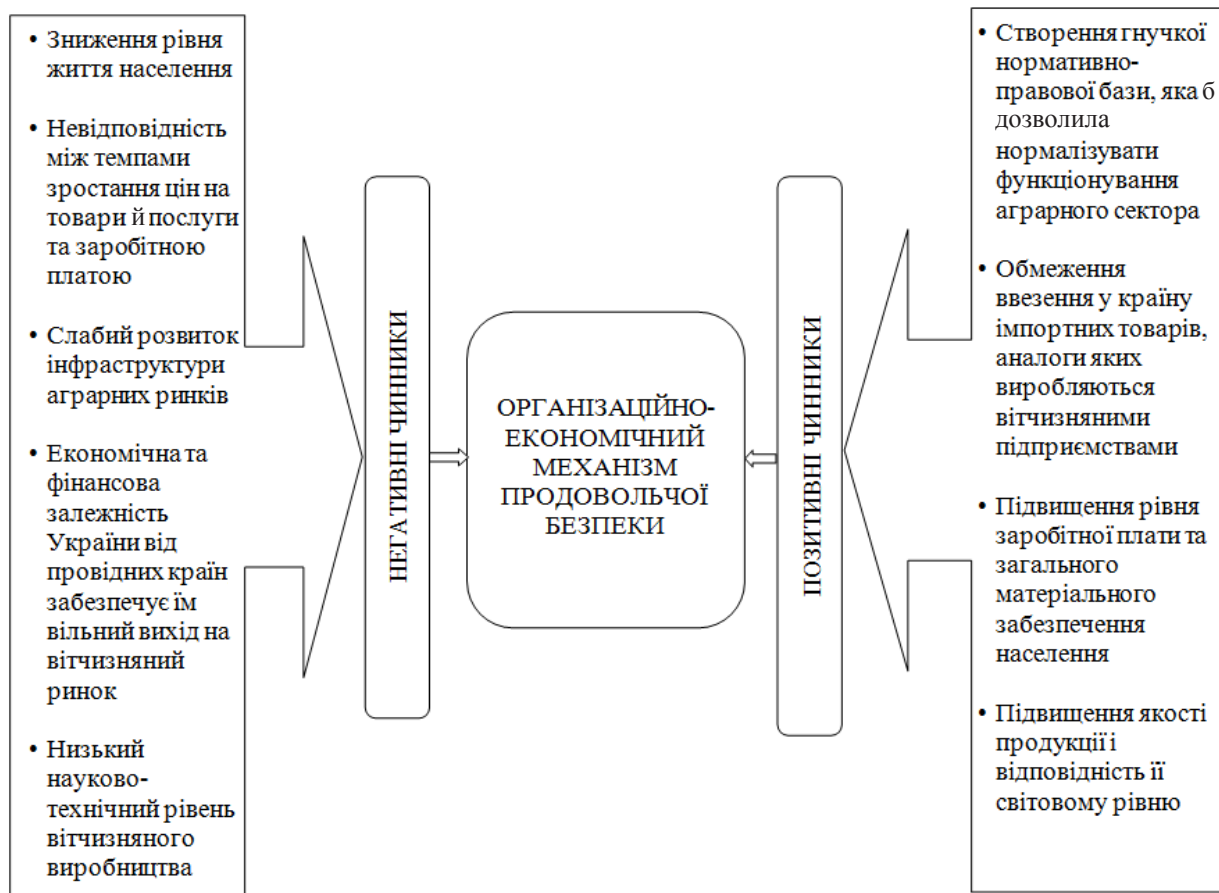 • Зниження рівня
життя населення
• Невідповідність
між темпами
зростання цін на
товари й послуги
та заробітною
платою
• Слабий розвиток
інфраструктури
аграрних ринків
• Економічна та
фінансова
залежність
України від
провідних країн
забезпечує їм
вільний вихід на
вітчизняний
ринок
• Низький
науково-
технічний рівень
вітчизняного
виробництва
НЕГАТИВНІ ЧИННИКИ
ОРГАНІЗАЦІЙНО-
ЕКОНОМІЧНИЙ
МЕХАНІЗМ
ПРОДОВОЛЬЧОЇ
БЕЗПЕКИ
ПОЗИТИВНІ ЧИННИКИ
• Створення гнучкої
нормативно-
правової бази, яка б
дозволила
нормалізувати
функціонування
аграрного сектора
• Обмеження
ввезення у країну
імпортних товарів,
аналоги яких
виробляються
вітчизняними
підприємствами
• Підвищення рівня
заробітної плати та
загального
матеріального
забезпечення
населення
• Підвищення якості
продукції і
відповідність її
світовому рівню